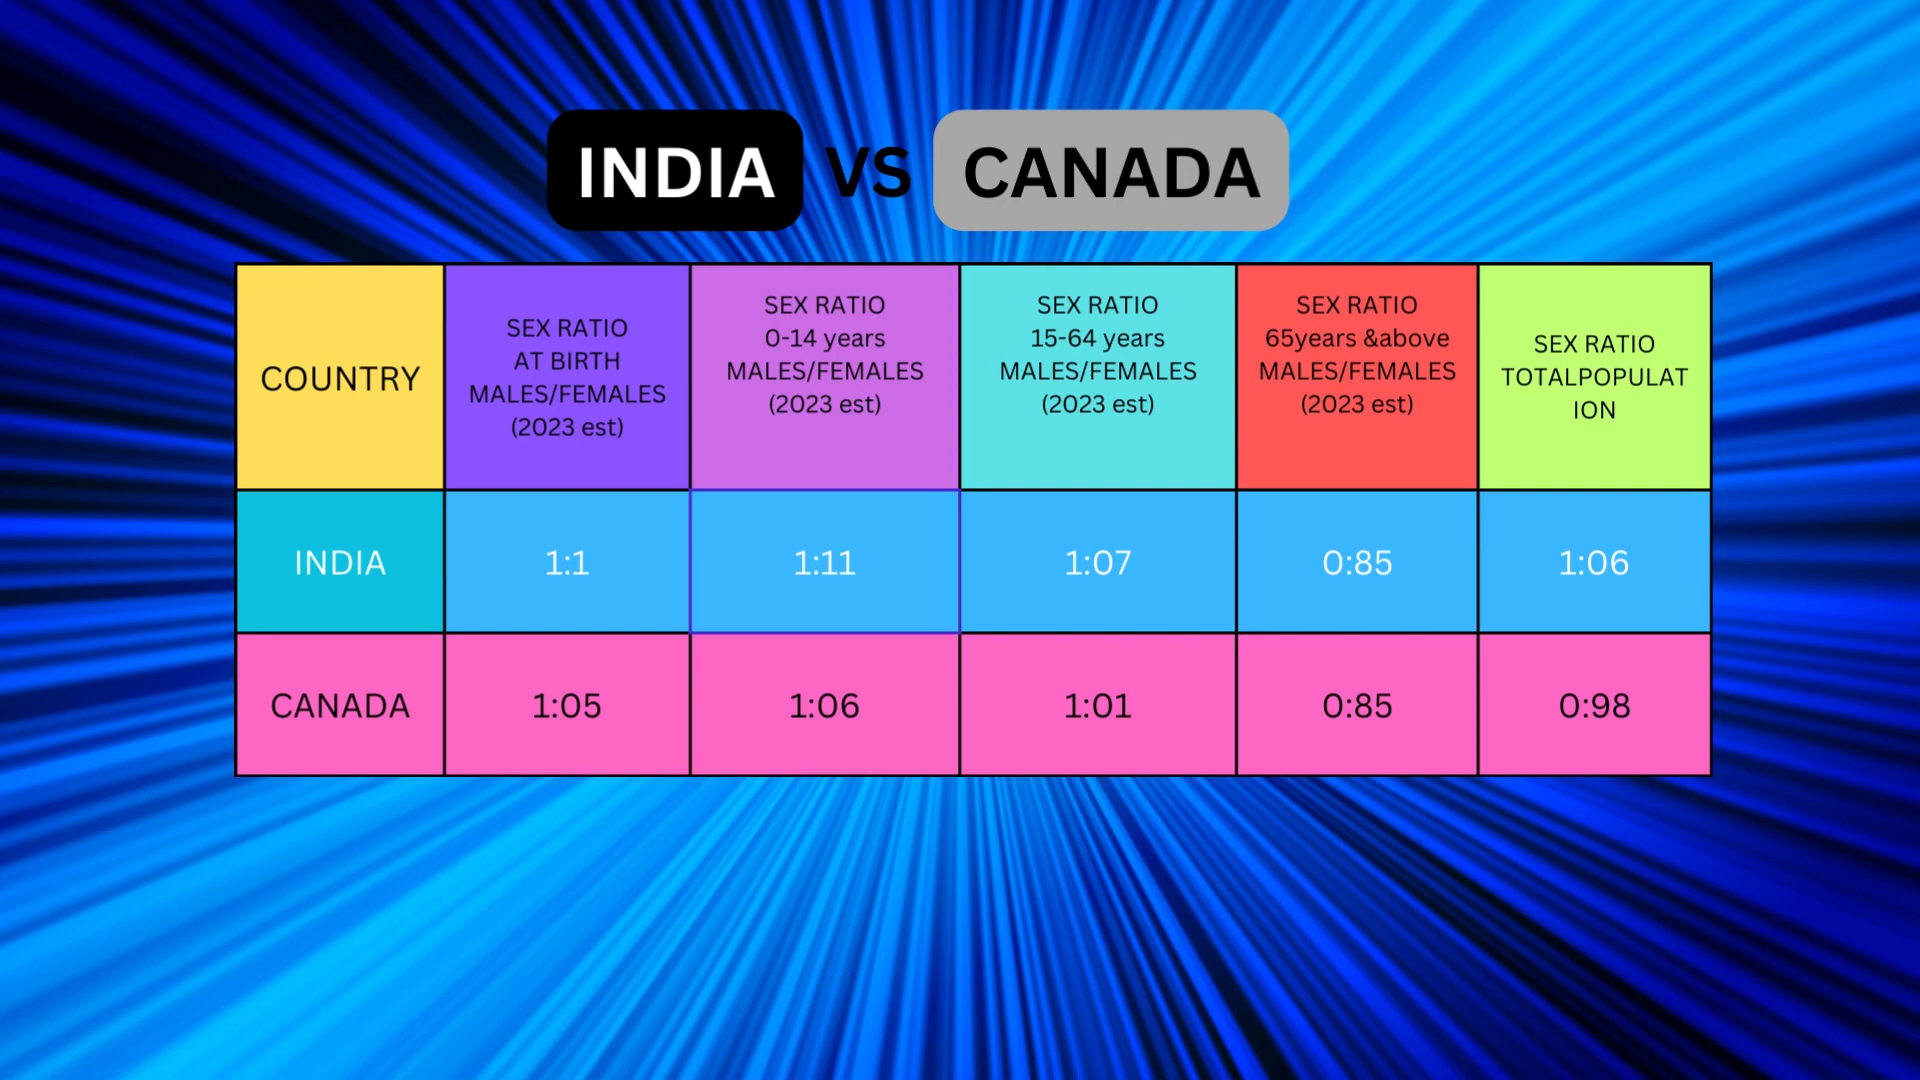 INDIA VS CANADA
COUNTRY
SEX RATIO
AT BIRTH
MALES/FEMALES
(2023 est)
SEX RATIO
0-14 years
MALES/FEMALES
(2023 est)
SEX RATIO
15-64 years
MALES/FEMALES
(2023 est)
SEX RATIO
65years &above
MALES/FEMALES
(2023 est)
SEX RATIO
TOTALPOPULAT
ION
INDIA 1:1 1:11 1:07 0:85 1:06
CANADA 1:05 1:06 1:01 0:85 0:98